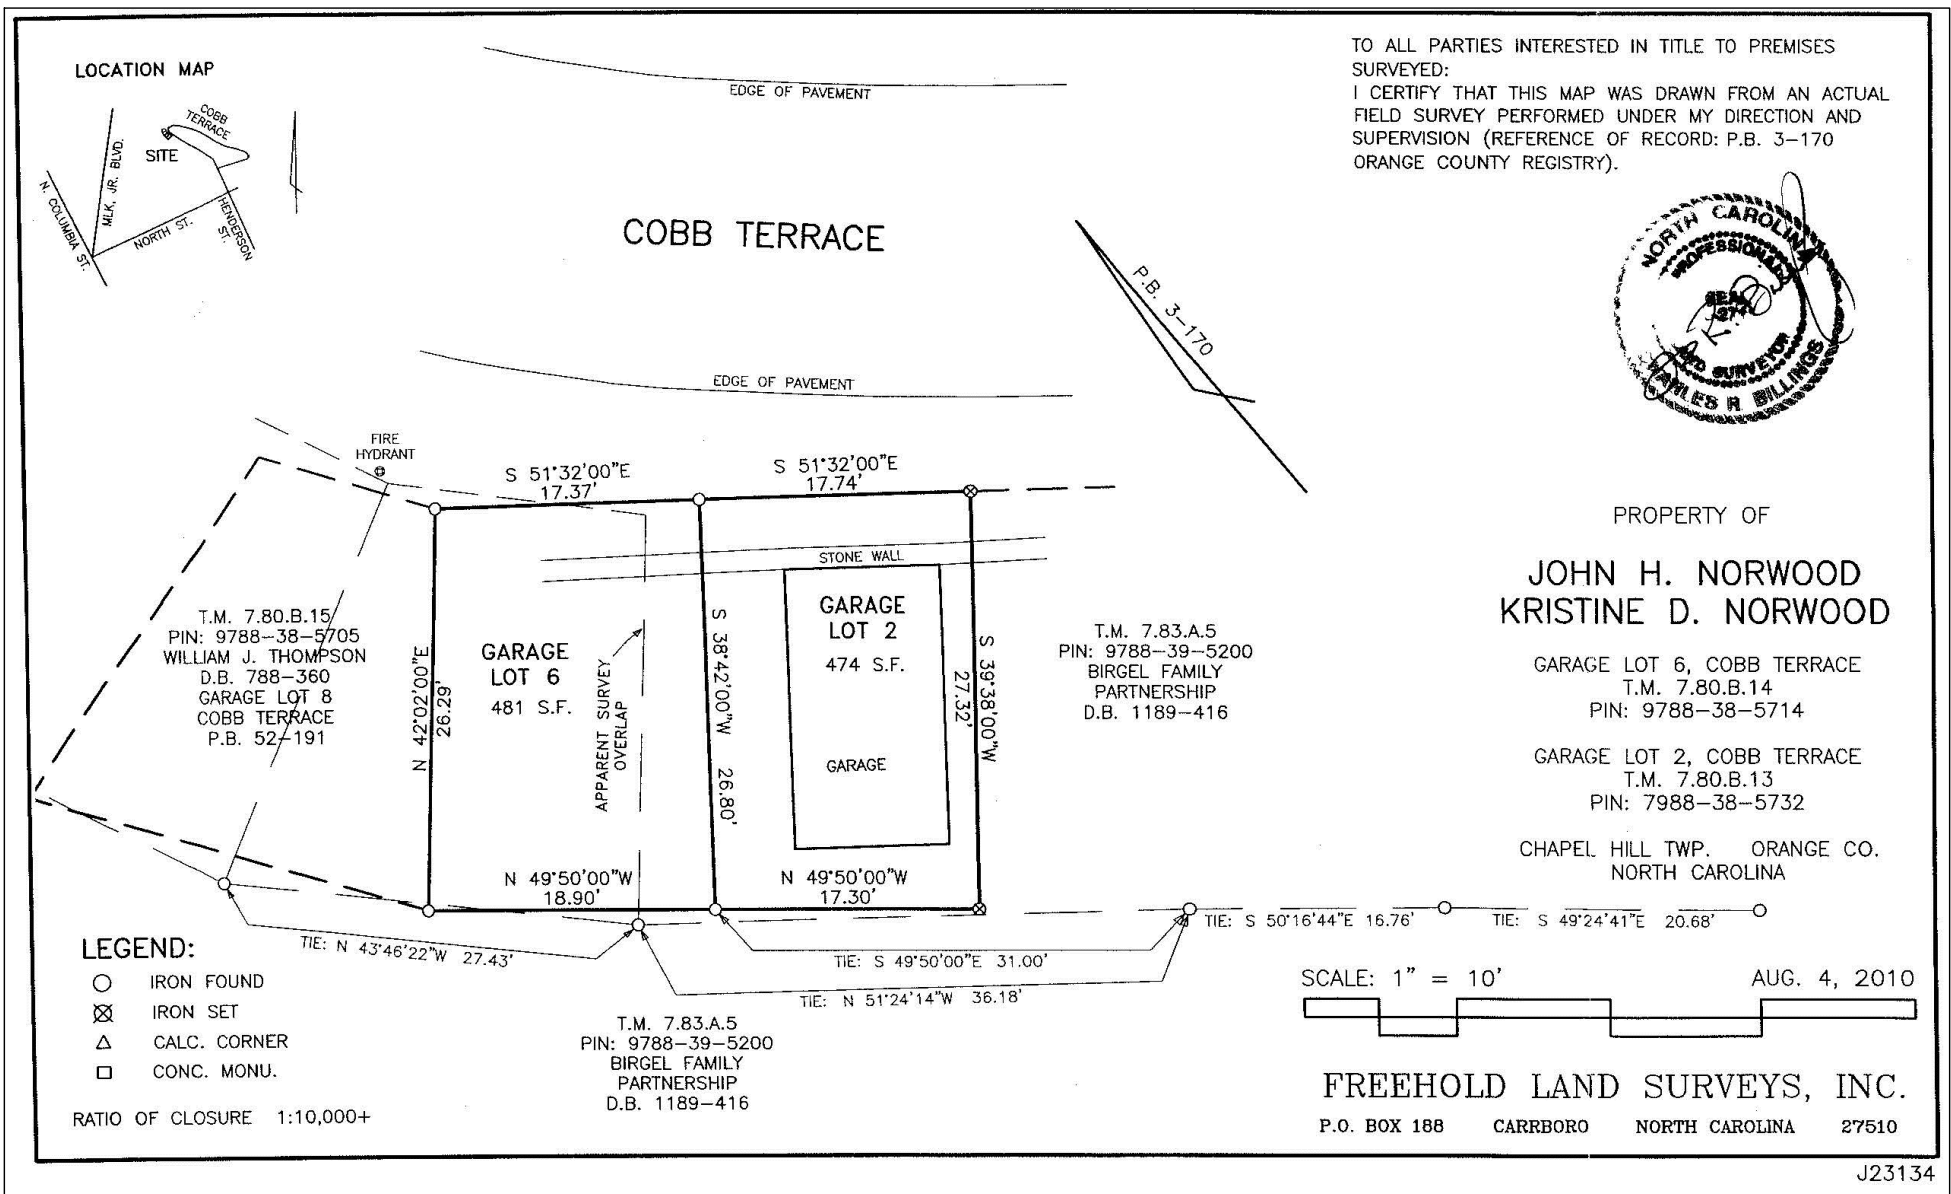 LOCATION MAP
COBB
TERRACE
SITE
MLK, JR. BLVD.
N. COLUMBIA ST.
NORTH ST.
HENDERSON
ST.
EDGE OF PAVEMENT
COBB TERRACE
EDGE OF PAVEMENT
P.B. 3-170
TO ALL PARTIES INTERESTED IN TITLE TO PREMISES
SURVEYED:
I CERTIFY THAT THIS MAP WAS DRAWN FROM AN ACTUAL
FIELD SURVEY PERFORMED UNDER MY DIRECTION AND
SUPERVISION (REFERENCE OF RECORD: P.B. 3-170
ORANGE COUNTY REGISTRY).
NORTH CAROLINA
PROFESSIONAL
SEAL
SURVEYOR
R. BILLINGS
FIRE
HYDRANT
S 51°32'00"E
17.37'
S 51°32'00"E
17.74'
STONE WALL
T.M. 7.80.B.15
PIN: 9788-38-5705
WILLIAM J. THOMPSON
D.B. 788-360
GARAGE LOT 8
COBB TERRACE
P.B. 52-191
N 42°02'00"E
26.29'
GARAGE
LOT 6
481 S.F.
APPARENT SURVEY
OVERLAP
S 38°42'00"W 26.80'
GARAGE
LOT 2
474 S.F.
GARAGE
S 39°38'00"W
27.32'
T.M. 7.83.A.5
PIN: 9788-39-5200
BIRGEL FAMILY
PARTNERSHIP
D.B. 1189-416
N 49°50'00"W
18.90'
N 49°50'00"W
17.30'
TIE: N 43°46'22"W 27.43'
TIE: S 49°50'00"E 31.00'
TIE: N 51°24'14"W 36.18'
TIE: S 50°16'44"E 16.76'
TIE: S 49°24'41"E 20.68'
T.M. 7.83.A.5
PIN: 9788-39-5200
BIRGEL FAMILY
PARTNERSHIP
D.B. 1189-416
LEGEND:
IRON FOUND
IRON SET
CALC. CORNER
CONC. MONU.
RATIO OF CLOSURE 1:10,000+
PROPERTY OF
JOHN H. NORWOOD
KRISTINE D. NORWOOD
GARAGE LOT 6, COBB TERRACE
T.M. 7.80.B.14
PIN: 9788-38-5714
GARAGE LOT 2, COBB TERRACE
T.M. 7.80.B.13
PIN: 7988-38-5732
CHAPEL HILL TWP. ORANGE CO.
NORTH CAROLINA
SCALE: 1" = 10' AUG. 4, 2010
FREEHOLD LAND SURVEYS, INC.
P.O. BOX 188 CARRBORO NORTH CAROLINA 27510
J23134